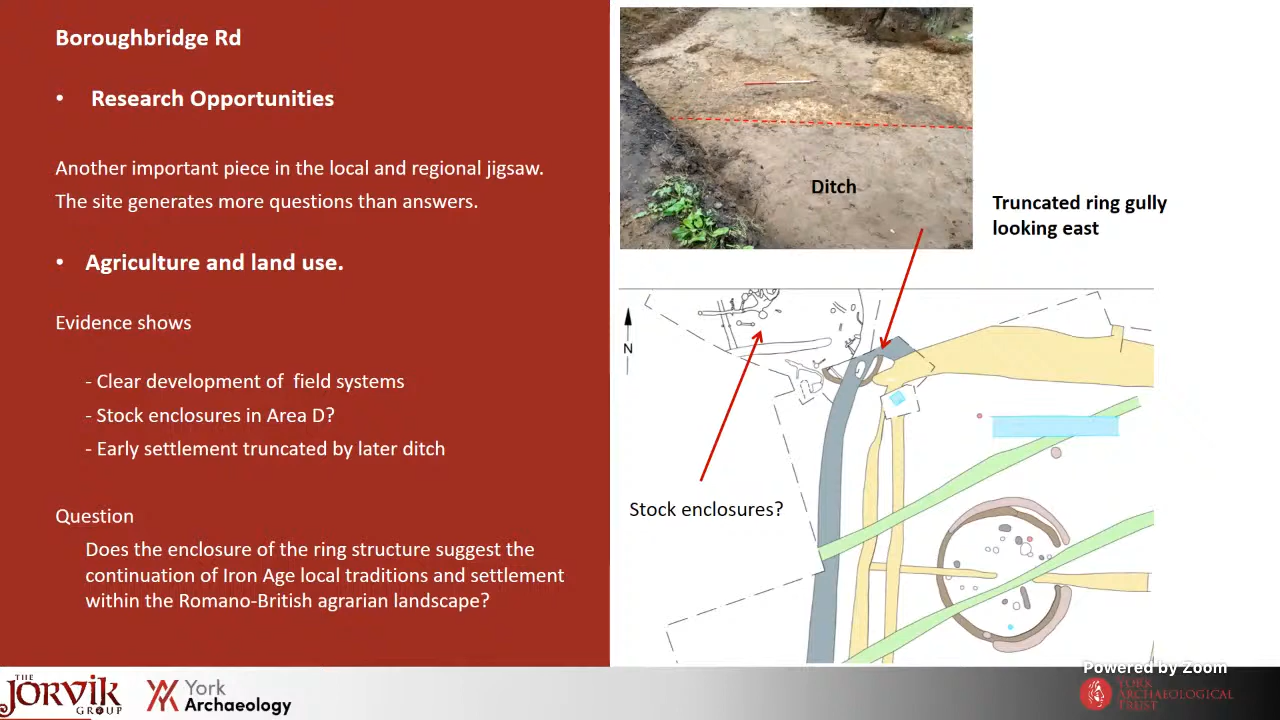 Boroughbridge Rd
• Research Opportunities
Another important piece in the local and regional jigsaw.
The site generates more questions than answers.
• Agriculture and land use.
Evidence shows
- Clear development of field systems
- Stock enclosures in Area D?
- Early settlement truncated by later ditch
Question
Does the enclosure of the ring structure suggest the
continuation of Iron Age local traditions and settlement
within the Romano-British agrarian landscape?
Ditch
Truncated ring gully
looking east
N
Stock enclosures?
THE
JORVIK
GROUP
York
Archaeology
Powered by Zoom
YORK
ARCHAEOLOGICAL
TRUST